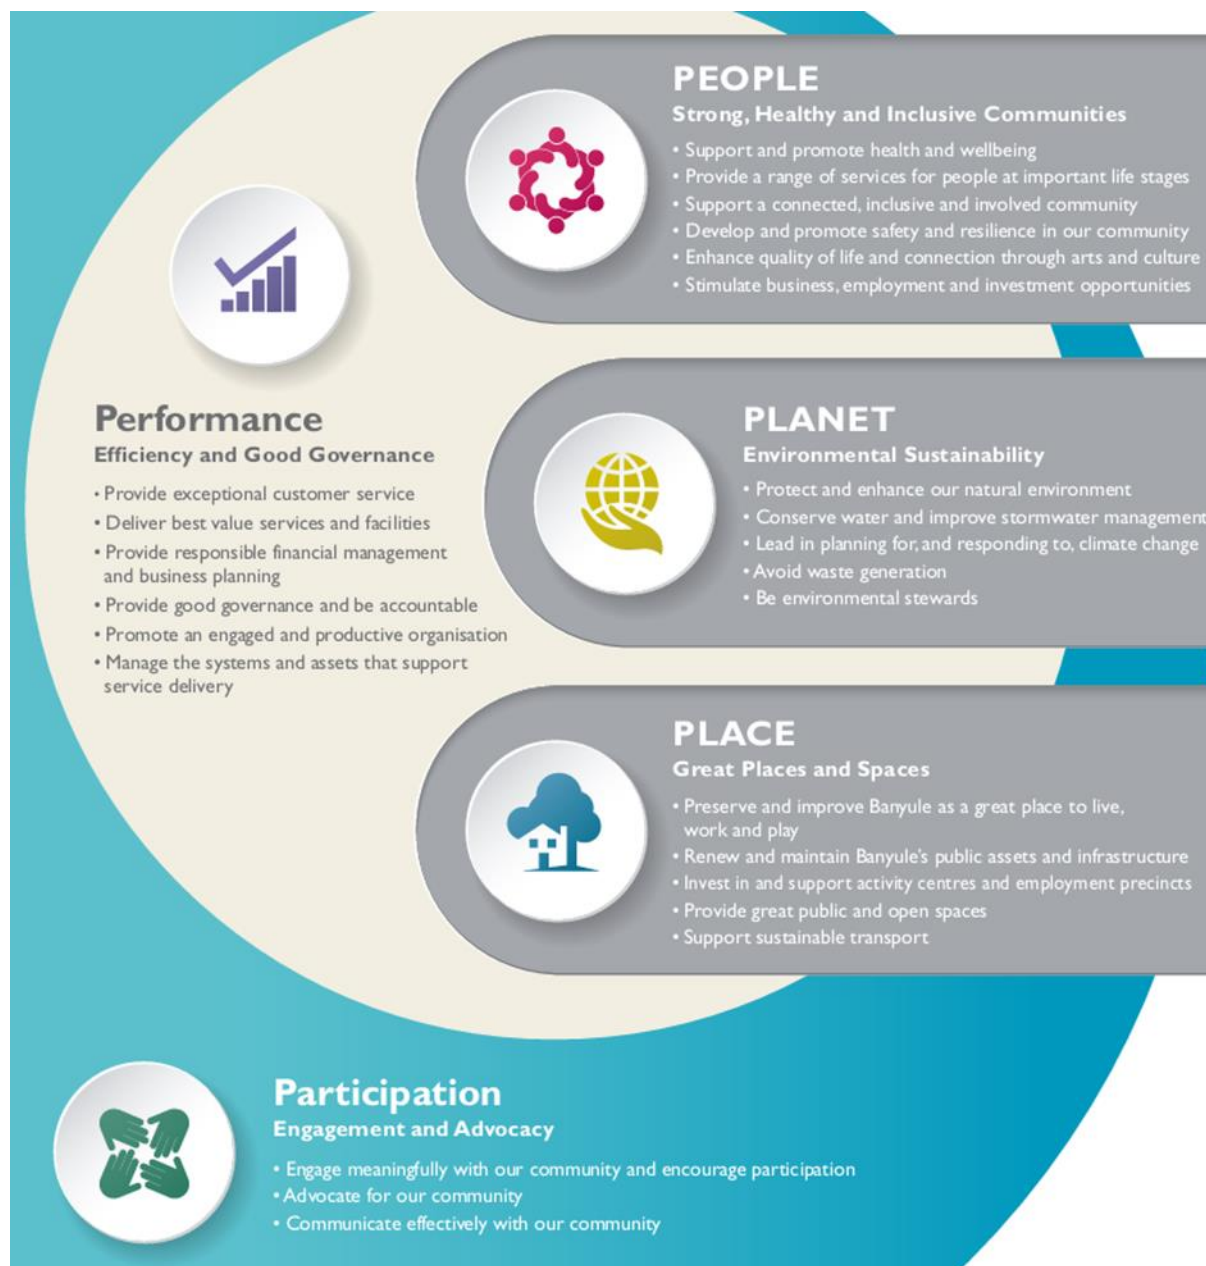 PEOPLE
Strong, Healthy and Inclusive Communities
• Support and promote health and wellbeing
• Provide a range of services for people at important life stages
• Support a connected, inclusive and involved community
• Develop and promote safety and resilience in our community
• Enhance quality of life and connection through arts and culture
• Stimulate business, employment and investment opportunities
Performance
Efficiency and Good Governance
• Provide exceptional customer service
• Deliver best value services and facilities
• Provide responsible financial management
and business planning
• Provide good governance and be accountable
• Promote an engaged and productive organisation
• Manage the systems and assets that support
service delivery
PLANET
Environmental Sustainability
• Protect and enhance our natural environment
• Conserve water and improve stormwater management
• Lead in planning for, and responding to, climate change
• Avoid waste generation
• Be environmental stewards
PLACE
Great Places and Spaces
• Preserve and improve Banyule as a great place to live,
work and play
• Renew and maintain Banyule's public assets and infrastructure
• Invest in and support activity centres and employment precincts
• Provide great public and open spaces
• Support sustainable transport
Participation
Engagement and Advocacy
• Engage meaningfully with our community and encourage participation
• Advocate for our community
• Communicate effectively with our community